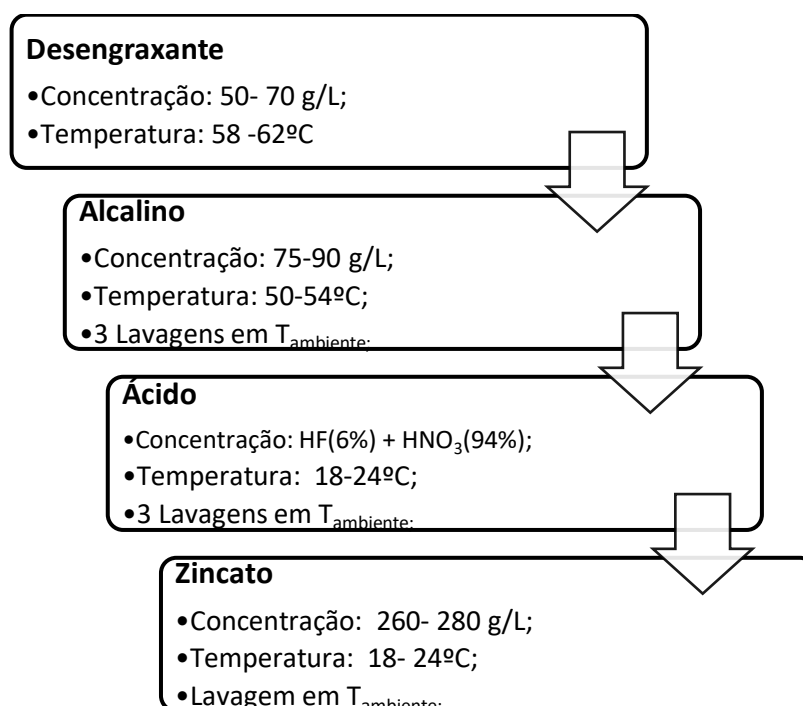 Desengraxante
•Concentração: 50- 70 g/L;
•Temperatura: 58 -62ºC
Alcalino
•Concentração: 75-90 g/L;
•Temperatura: 50-54ºC;
•3 Lavagens em Tambiente;
Ácido
•Concentração: HF(6%) + HNO3(94%);
•Temperatura: 18-24ºC;
•3 Lavagens em Tambiente;
Zincato
•Concentração: 260- 280 g/L;
•Temperatura: 18- 24ºC;
•Lavagem em Tambiente;